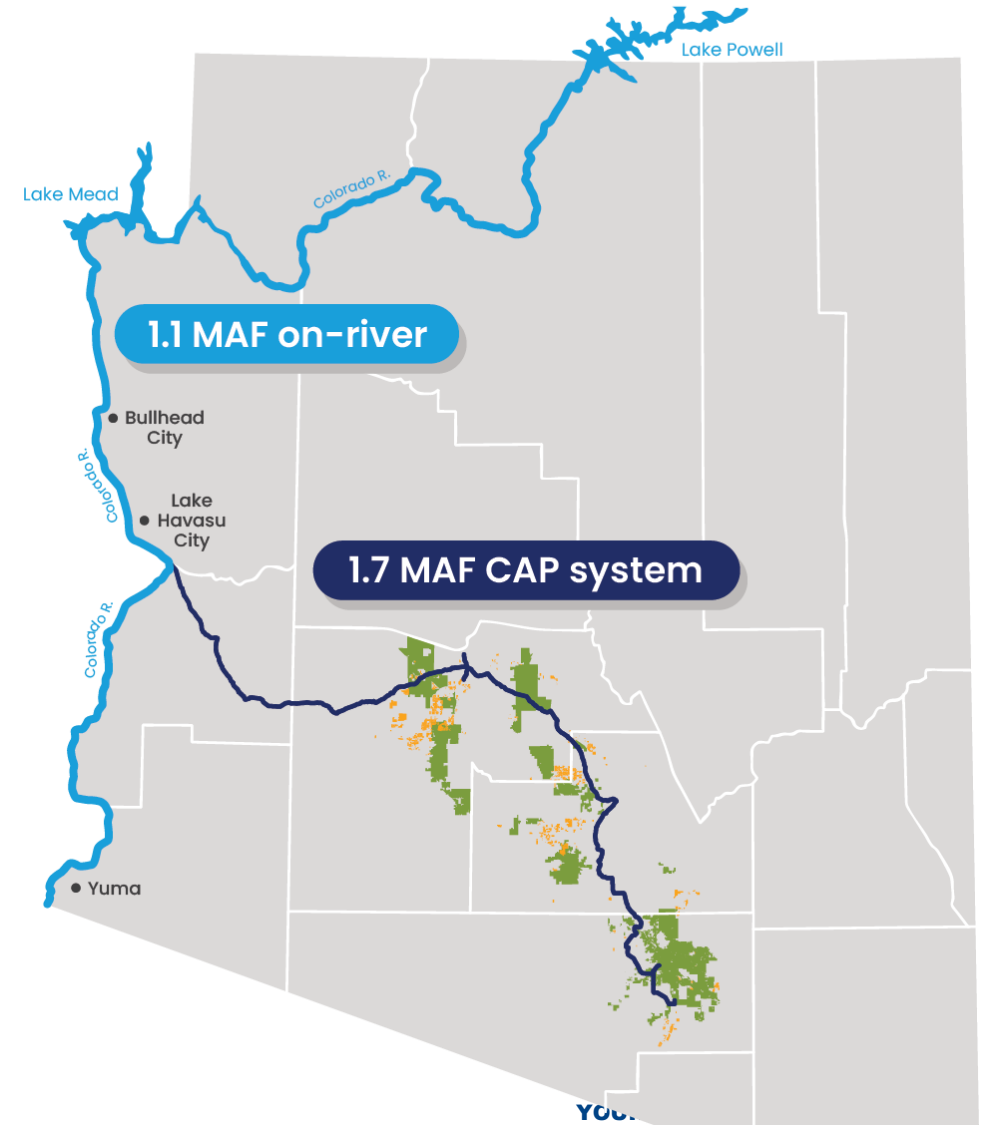 Lake Powell
Lake Mead
Colorado R.
1.1 MAF on-river
Bullhead
City
Colorado R.
Lake
Havasu
City
1.7 MAF CAP system
Colorado R.
Yuma